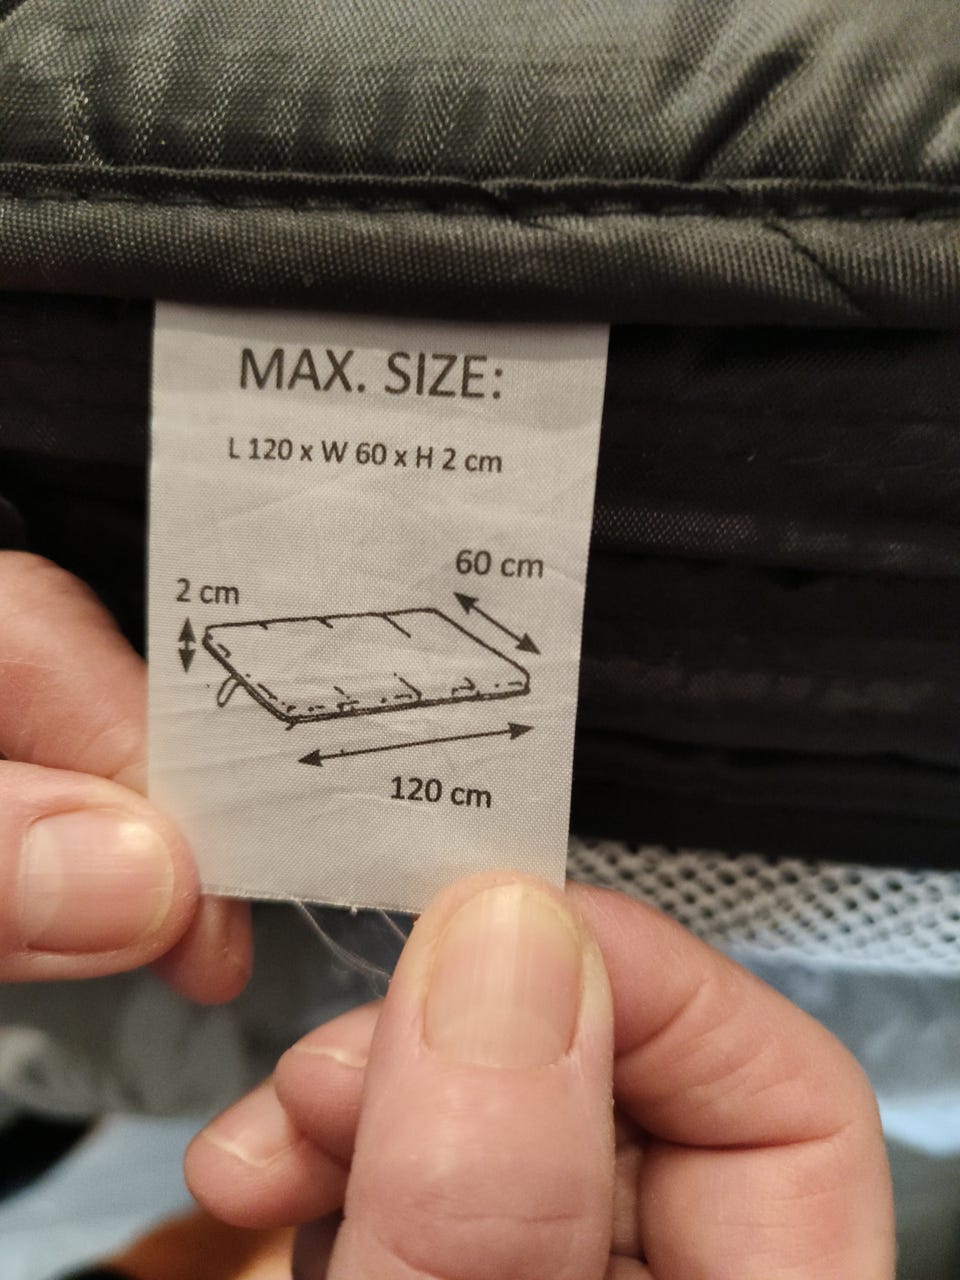 MAX. SIZE:
L 120 x W 60 x H 2 cm
60 cm
2 cm
120 cm